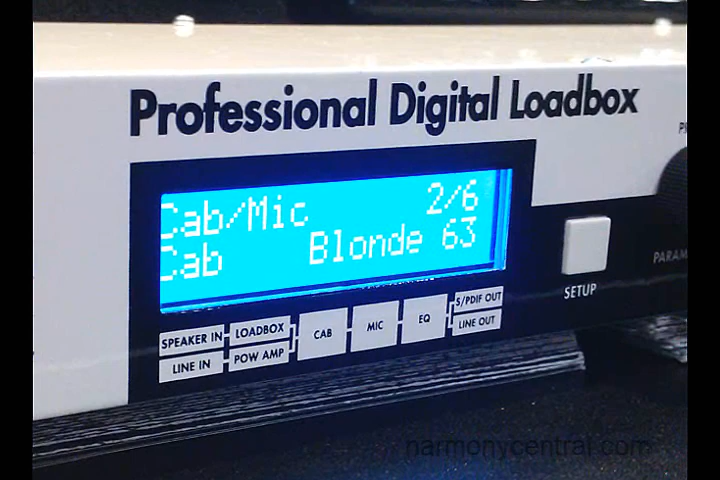 Professional Digital Loadbox
Cab/Mic 2/6
Cab Blonde 63
SETUP
SPEAKER IN
LOADBOX
CAB
MIC
EQ
S/PDIF OUT
LINE IN
POW AMP
LINE OUT
PARAM
harmonycentral.com